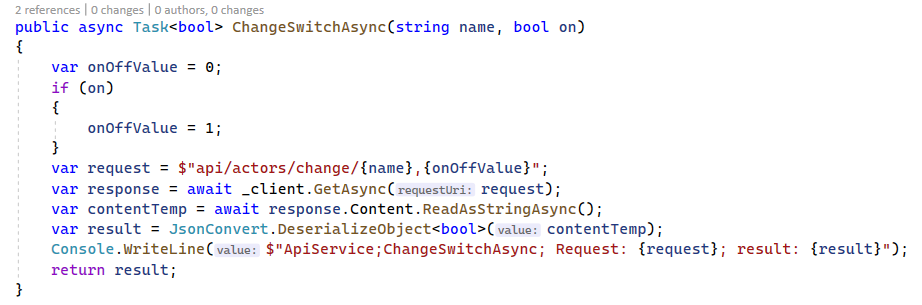 2 references | 0 changes | 0 authors, 0 changes
public async Task<bool> ChangeSwitchAsync(string name, bool on)
{
    var onOffValue = 0;
    if (on)
    {
        onOffValue = 1;
    }
    var request = $"api/actors/change/{name},{onOffValue}";
    var response = await _client.GetAsync(requestUri: request);
    var contentTemp = await response.Content.ReadAsStringAsync();
    var result = JsonConvert.DeserializeObject<bool>(value: contentTemp);
    Console.WriteLine(value: $"ApiService;ChangeSwitchAsync; Request: {request}; result: {result}");
    return result;
}